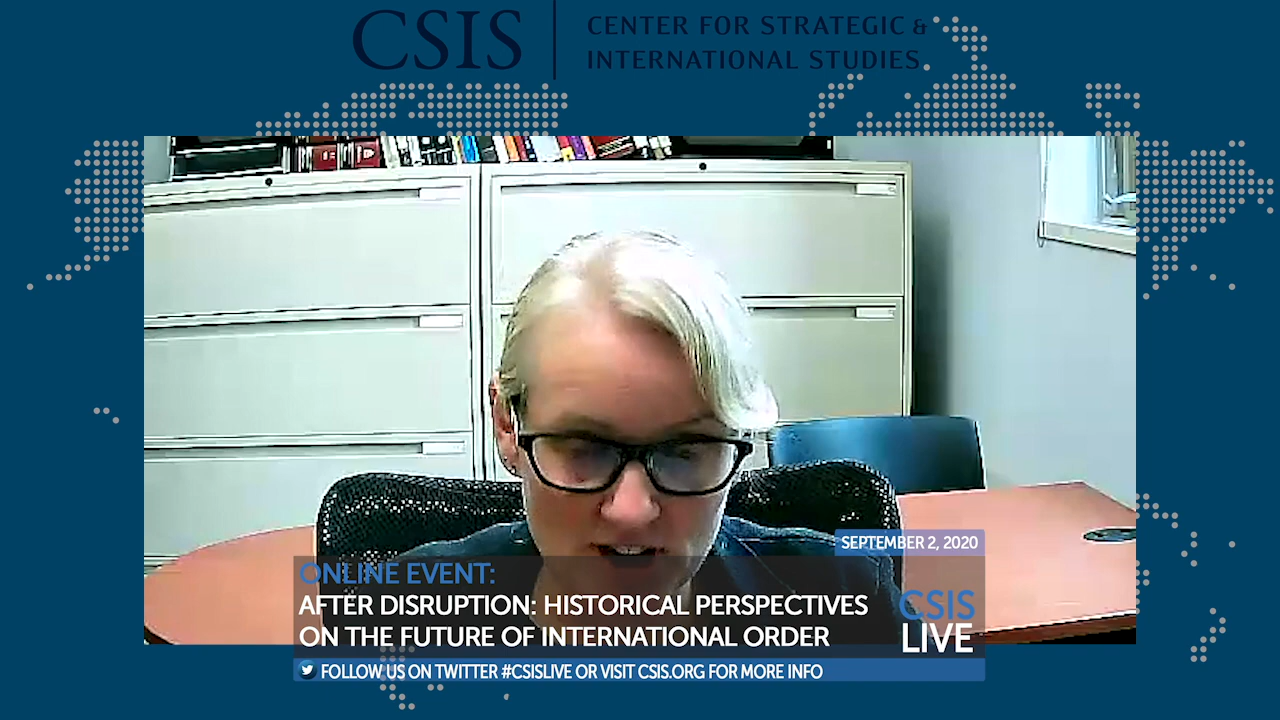 CSIS
CENTER FOR STRATEGIC &
INTERNATIONAL STUDIES
SEPTEMBER 2, 2020
ONLINE EVENT:
AFTER DISRUPTION: HISTORICAL PERSPECTIVES
ON THE FUTURE OF INTERNATIONAL ORDER
CSIS
LIVE
FOLLOW US ON TWITTER #CSISLIVE OR VISIT CSIS.ORG FOR MORE INFO